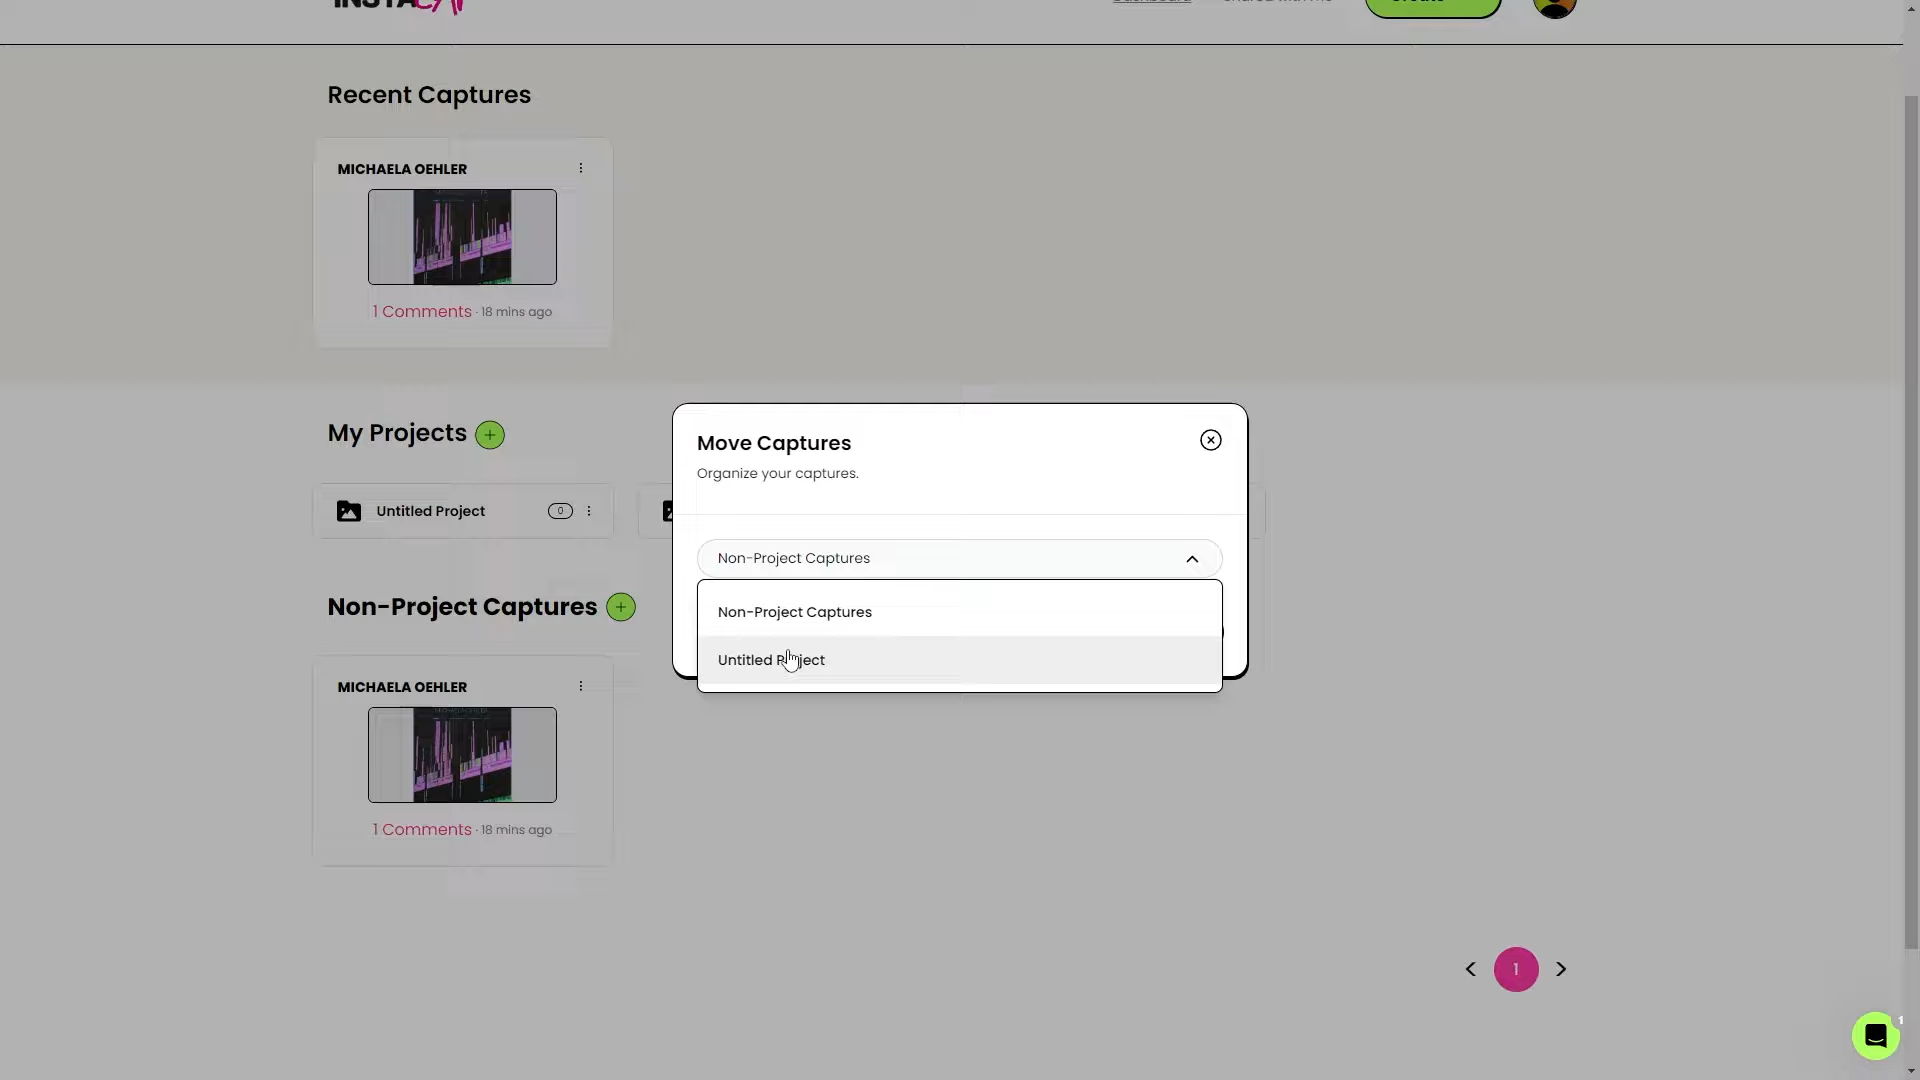 Recent Captures
MICHAELA OEHLER
1 Comments · 18 mins ago
My Projects
Untitled Project
0
Move Captures
Organize your captures.
Non-Project Captures
Non-Project Captures
Untitled Project
Non-Project Captures
MICHAELA OEHLER
1 Comments · 18 mins ago
1
1